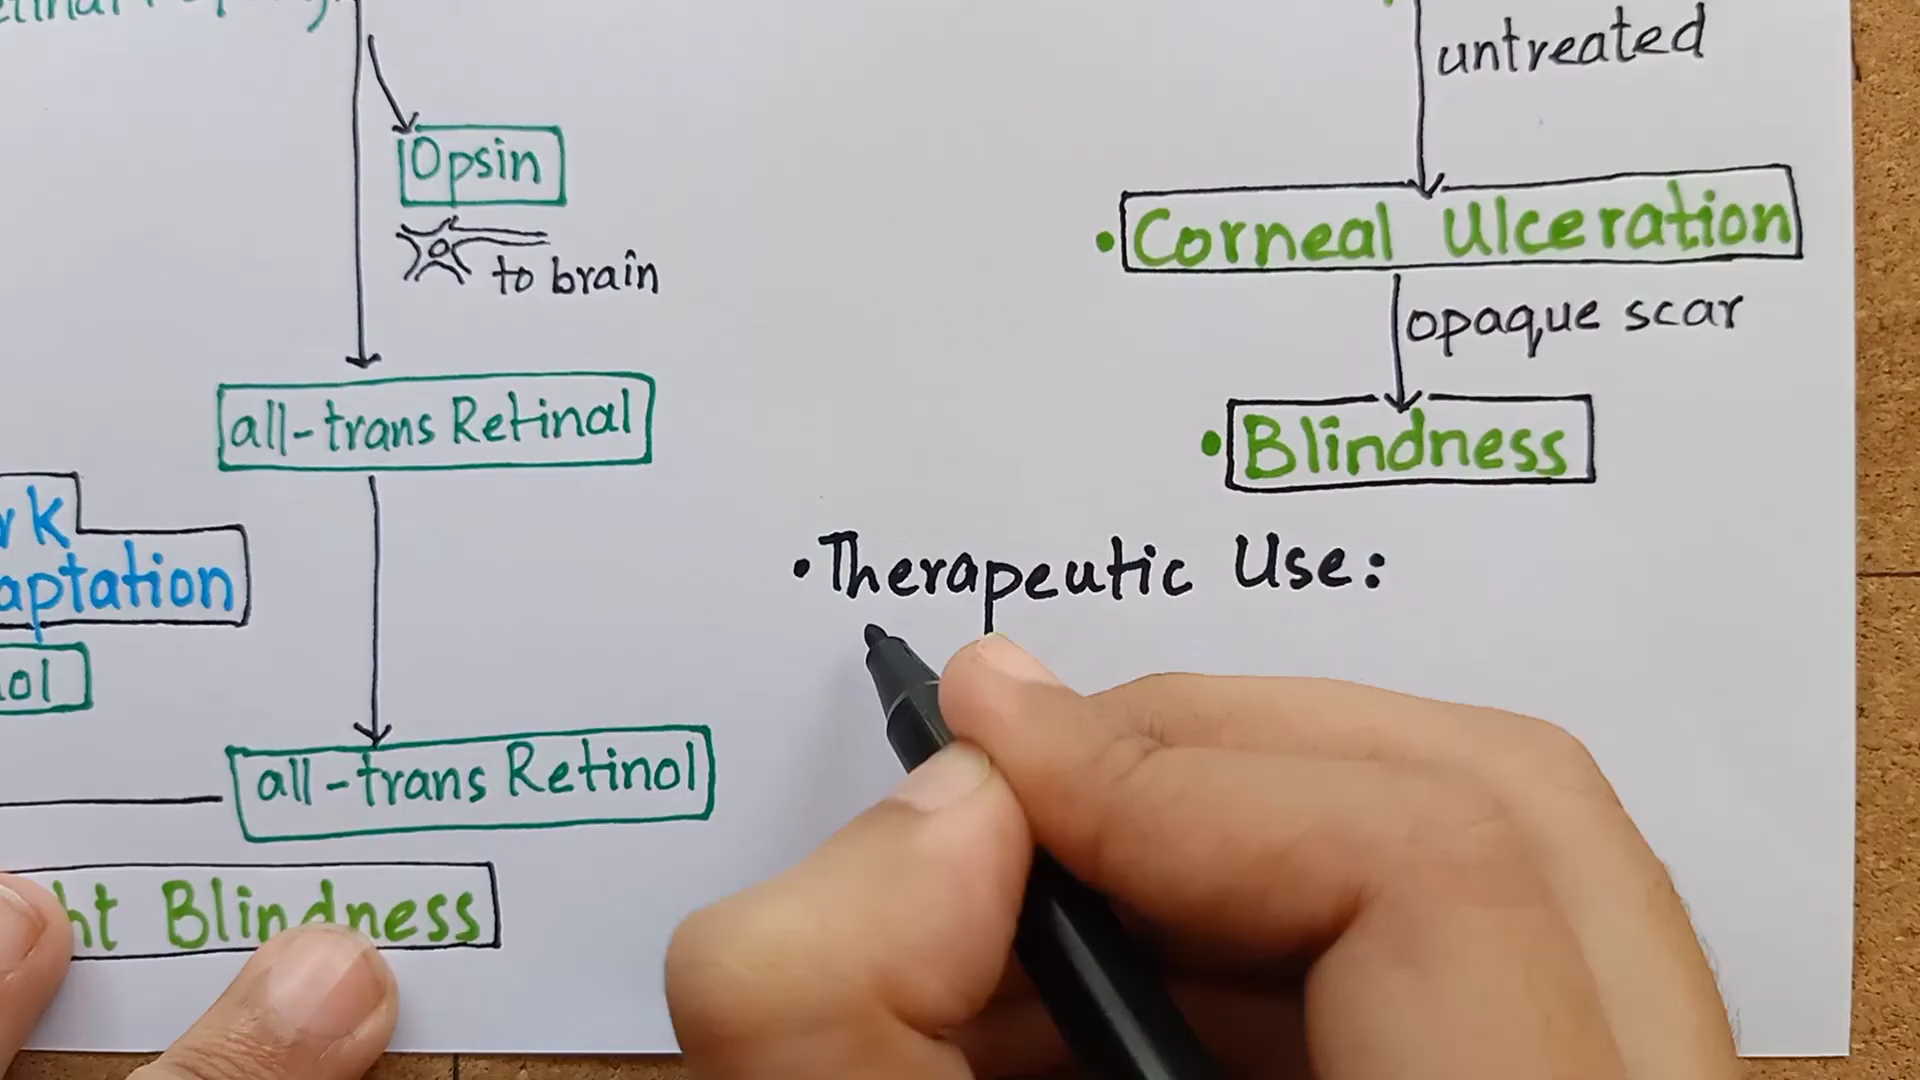 untreated
Opsin
to brain
• Corneal Ulceration
opaque scar
all-trans Retinal
• Blindness
• Therapeutic Use:
all-trans Retinol
Blindness